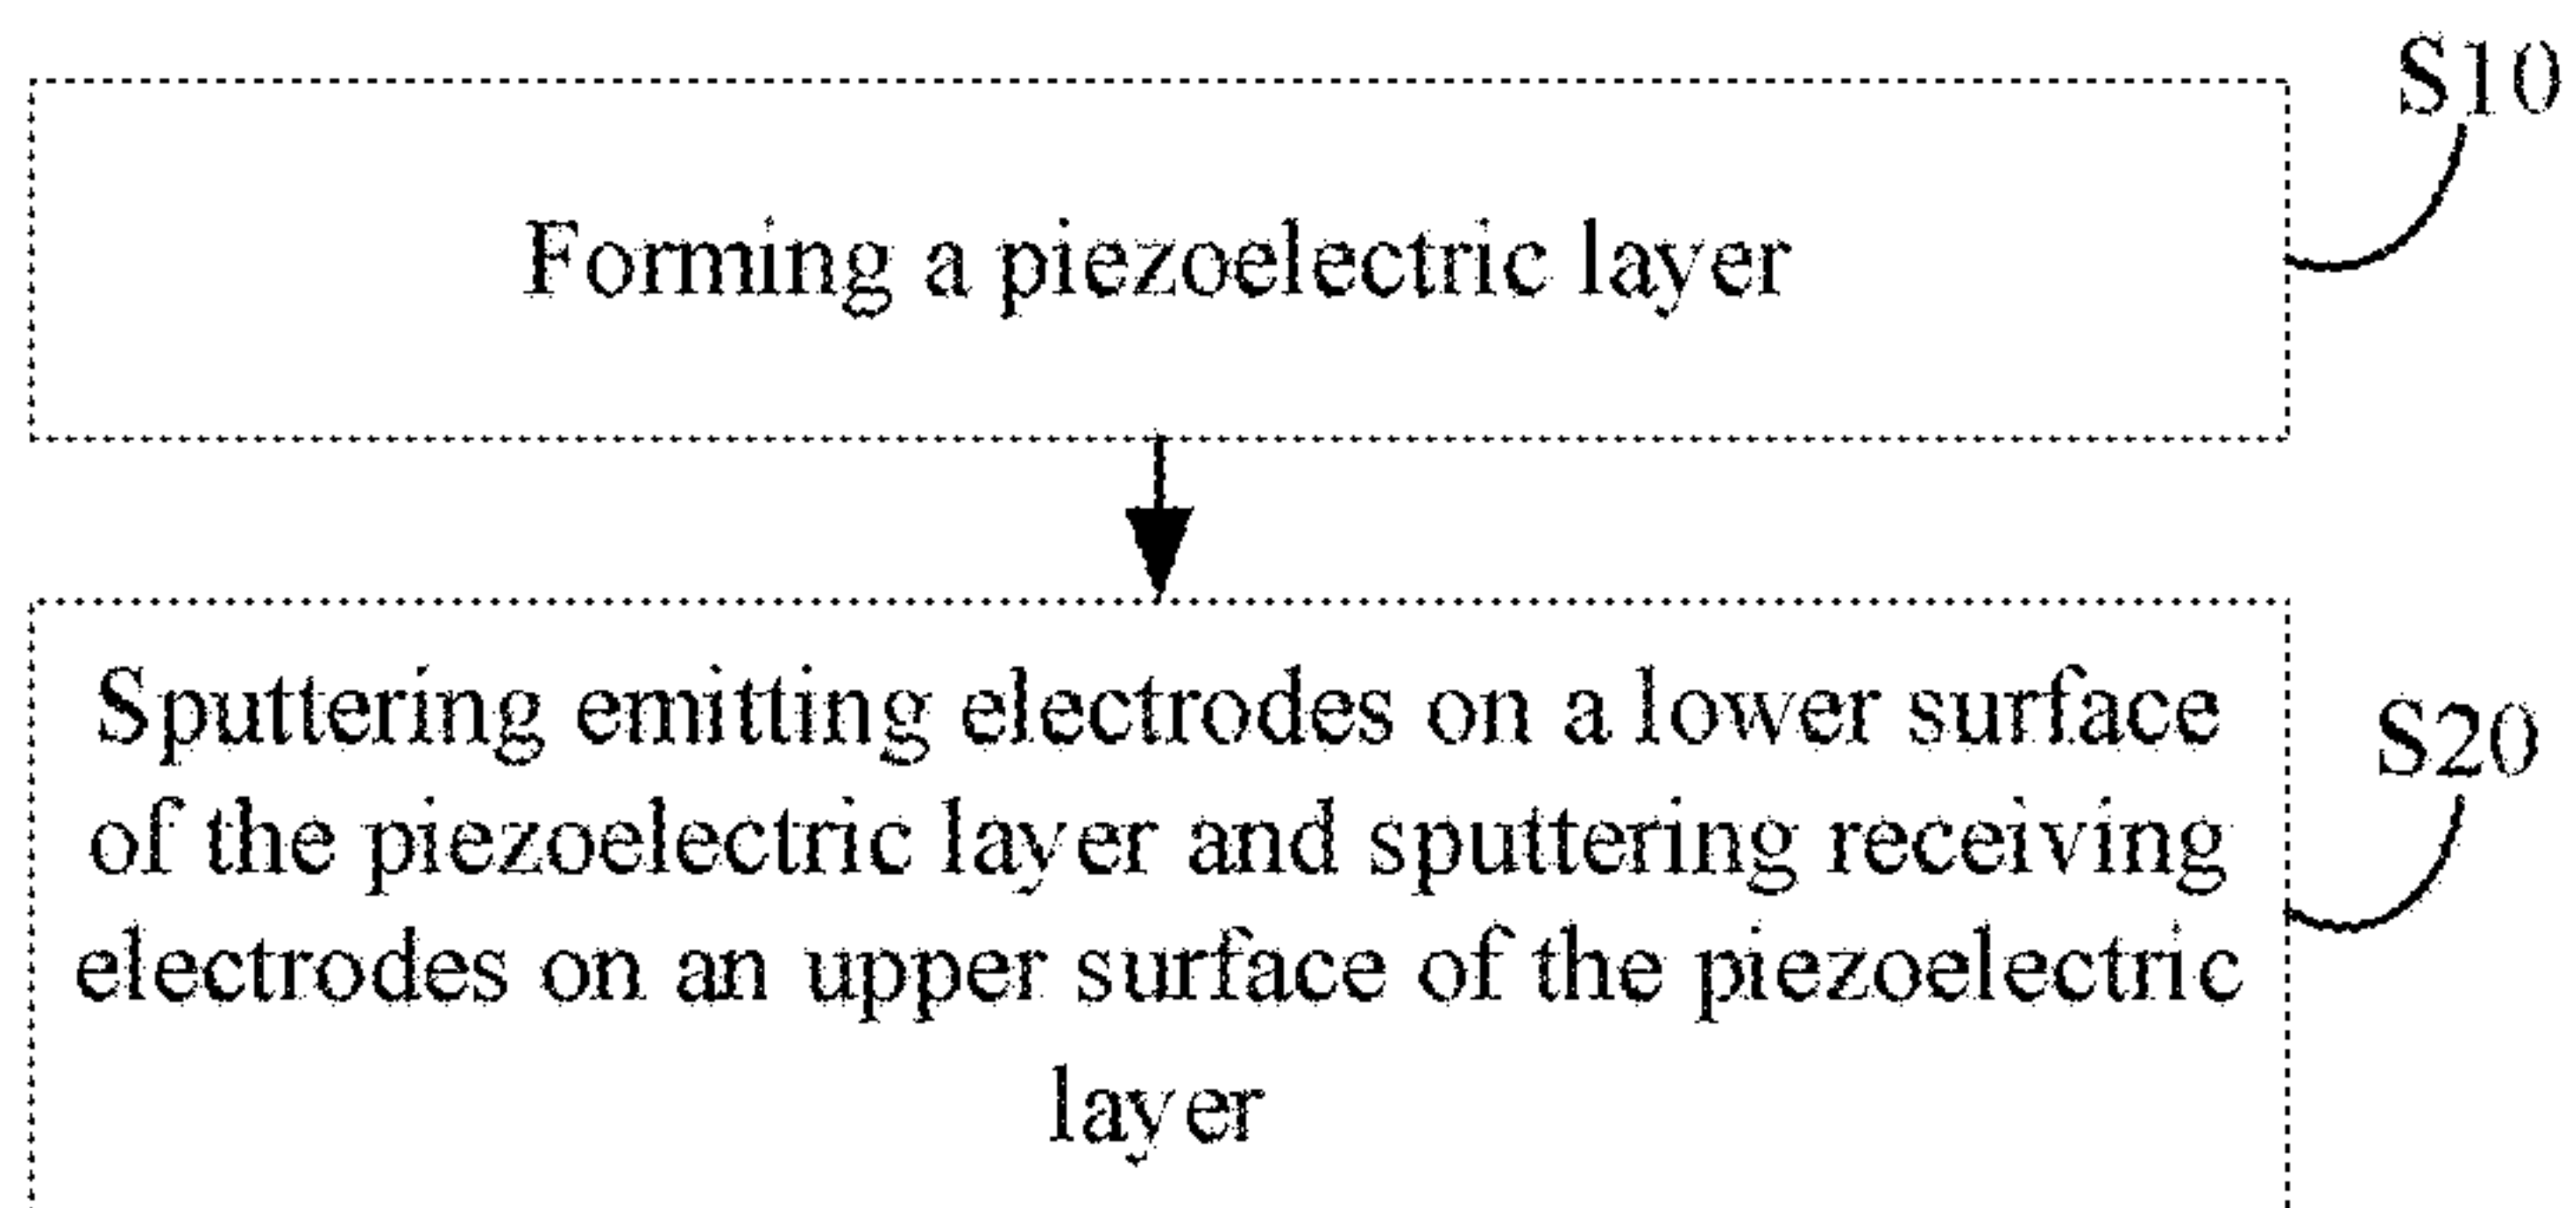 S10
Forming a piezoelectric layer
Sputtering emitting electrodes on a lower surface
of the piezoelectric layer and sputtering receiving
electrodes on an upper surface of the piezoelectric
layer
S20